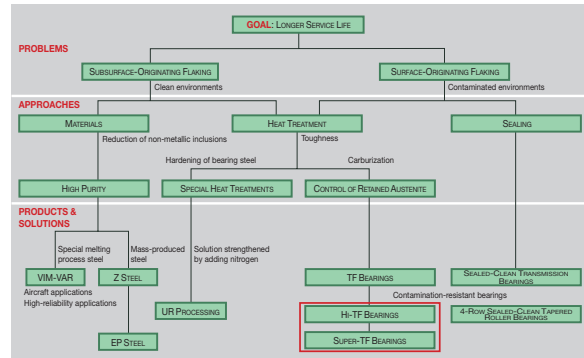 GOAL: LONGER SERVICE LIFE
PROBLEMS
SUBSURFACE-ORIGINATING FLAKING
SURFACE-ORIGINATING FLAKING
Clean environments
Contaminated environments
APPROACHES
MATERIALS
HEAT TREATMENT
SEALING
Reduction of non-metallic inclusions
Toughness
Hardening of bearing steel
Carburization
HIGH PURITY
SPECIAL HEAT TREATMENTS
CONTROL OF RETAINED AUSTENITE
PRODUCTS &
SOLUTIONS
Special melting
process steel
Mass-produced
steel
Solution strengthened
by adding nitrogen
VIM-VAR
Z STEEL
TF BEARINGS
SEALED-CLEAN TRANSMISSION
BEARINGS
Aircraft applications
High-reliability applications
Contamination-resistant bearings
UR PROCESSING
HI-TF BEARINGS
4-ROW SEALED-CLEAN TAPERED
ROLLER BEARINGS
EP STEEL
SUPER-TF BEARINGS